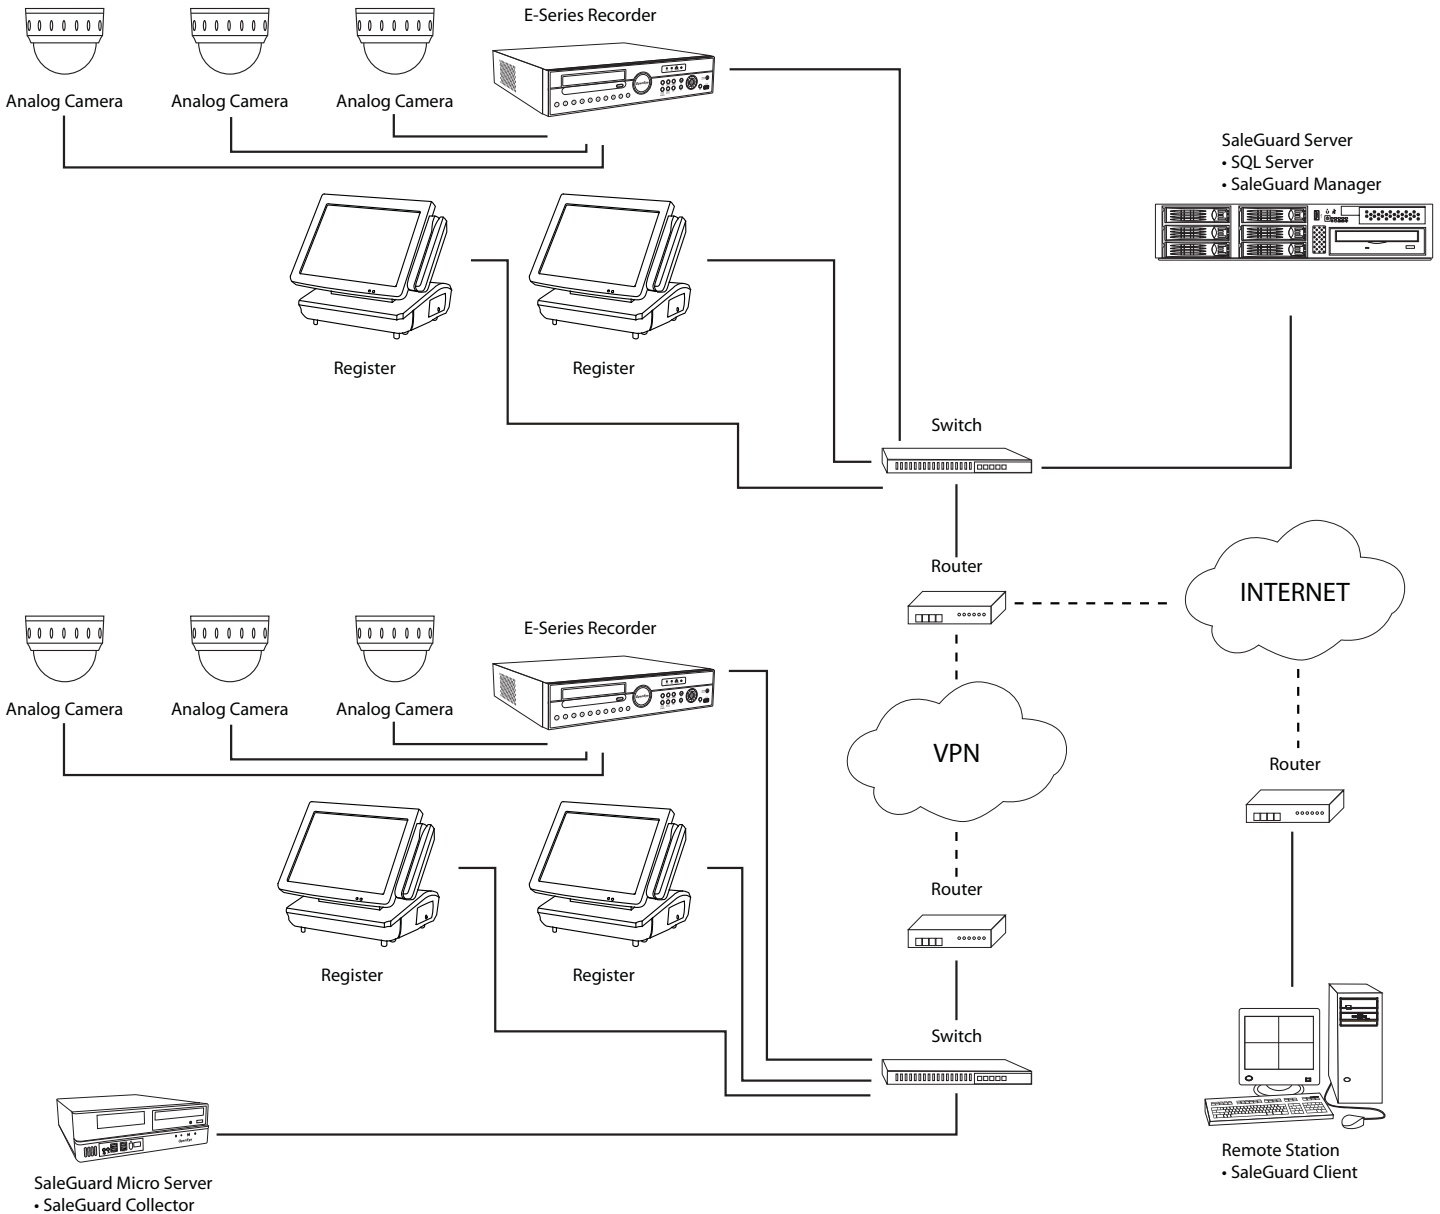 E-Series Recorder
Analog Camera
Analog Camera
Analog Camera
SaleGuard Server
• SQL Server
• SaleGuard Manager
Register
Register
Switch
Router
INTERNET
E-Series Recorder
Analog Camera
Analog Camera
Analog Camera
VPN
Router
Router
Register
Register
Switch
SaleGuard Micro Server
• SaleGuard Collector
Remote Station
• SaleGuard Client